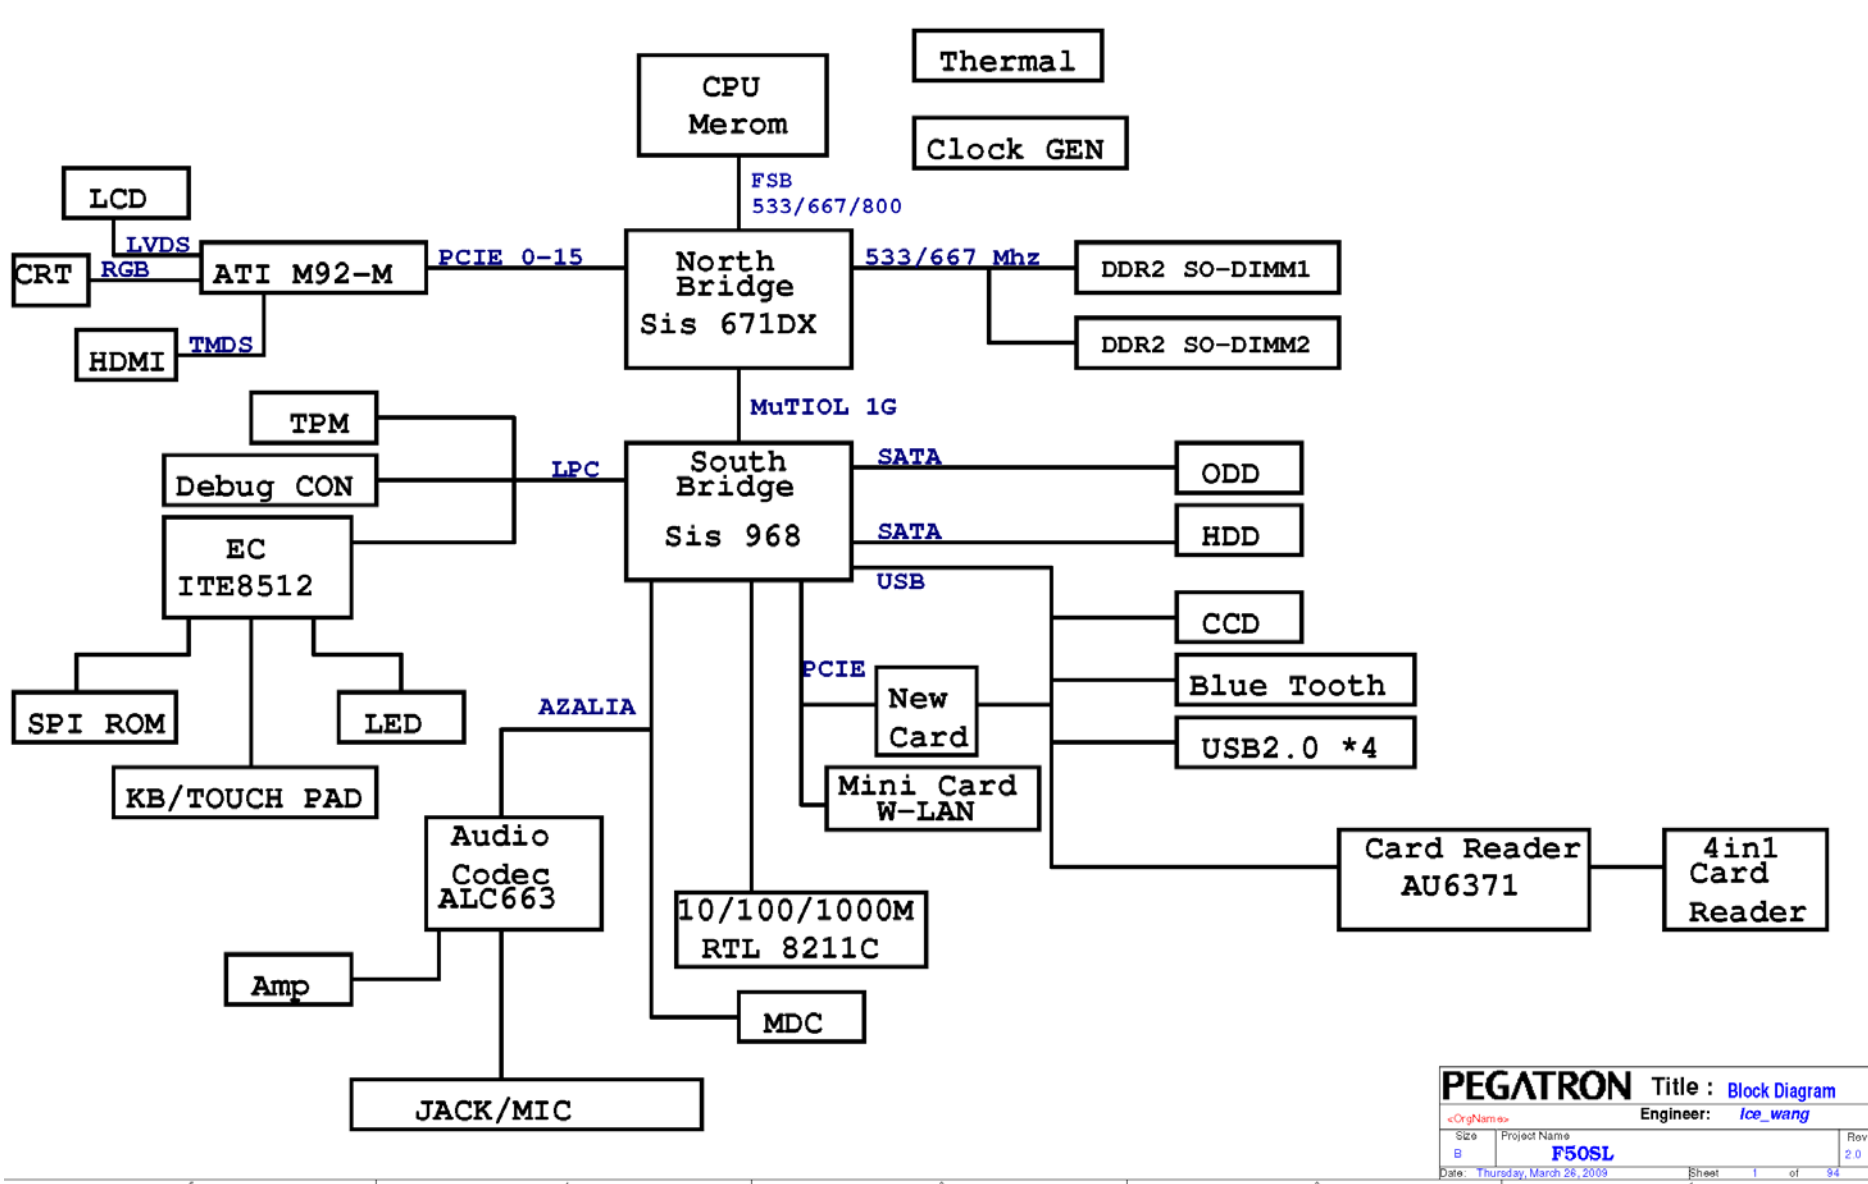 Thermal
CPU
Merom
Clock GEN
FSB
533/667/800
LCD
LVDS
CRT
RGB
ATI M92-M
PCIE 0-15
North
Bridge
Sis 671DX
533/667 Mhz
DDR2 SO-DIMM1
DDR2 SO-DIMM2
HDMI
TMDS
MuTIOL 1G
TPM
Debug CON
LPC
South
Bridge
Sis 968
SATA
ODD
SATA
HDD
USB
EC
ITE8512
CCD
PCIE
New
Card
Blue Tooth
USB2.0 *4
SPI ROM
LED
AZALIA
KB/TOUCH PAD
Mini Card
W-LAN
Audio
Codec
ALC663
Card Reader
AU6371
4in1
Card
Reader
10/100/1000M
RTL 8211C
Amp
MDC
JACK/MIC
PEGATRON
Title : Block Diagram
<OrgName>
Engineer: Ice_wang
Size
B
Project Name
F50SL
Rev
2.0
Date: Thursday, March 26, 2009
Sheet 1 of 94